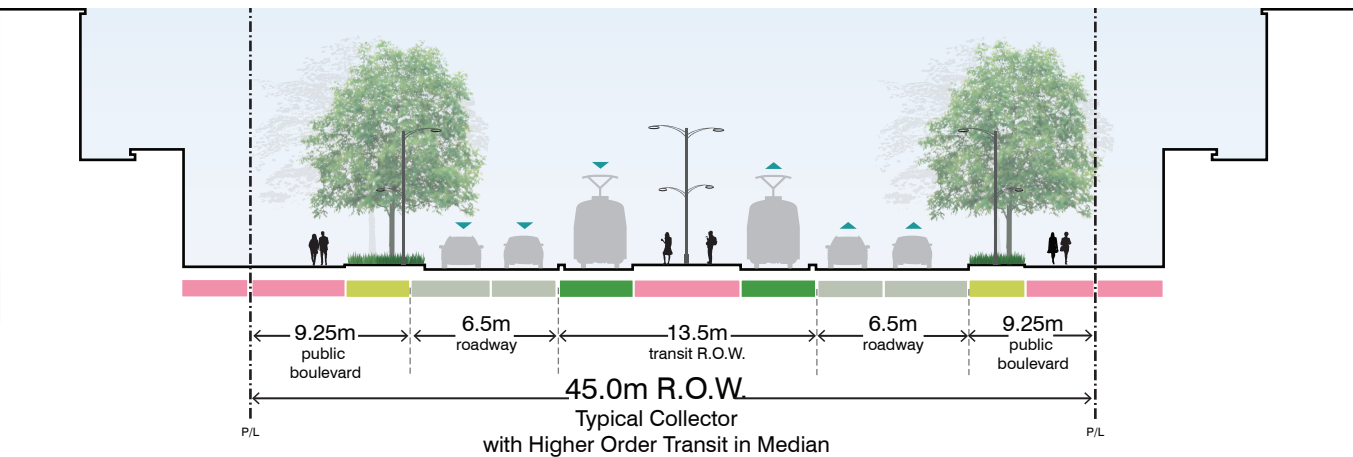 9.25m
public
boulevard
6.5m
roadway
13.5m
transit R.O.W.
6.5m
roadway
9.25m
public
boulevard
45.0m R.O.W.
Typical Collector
with Higher Order Transit in Median
P/L
P/L